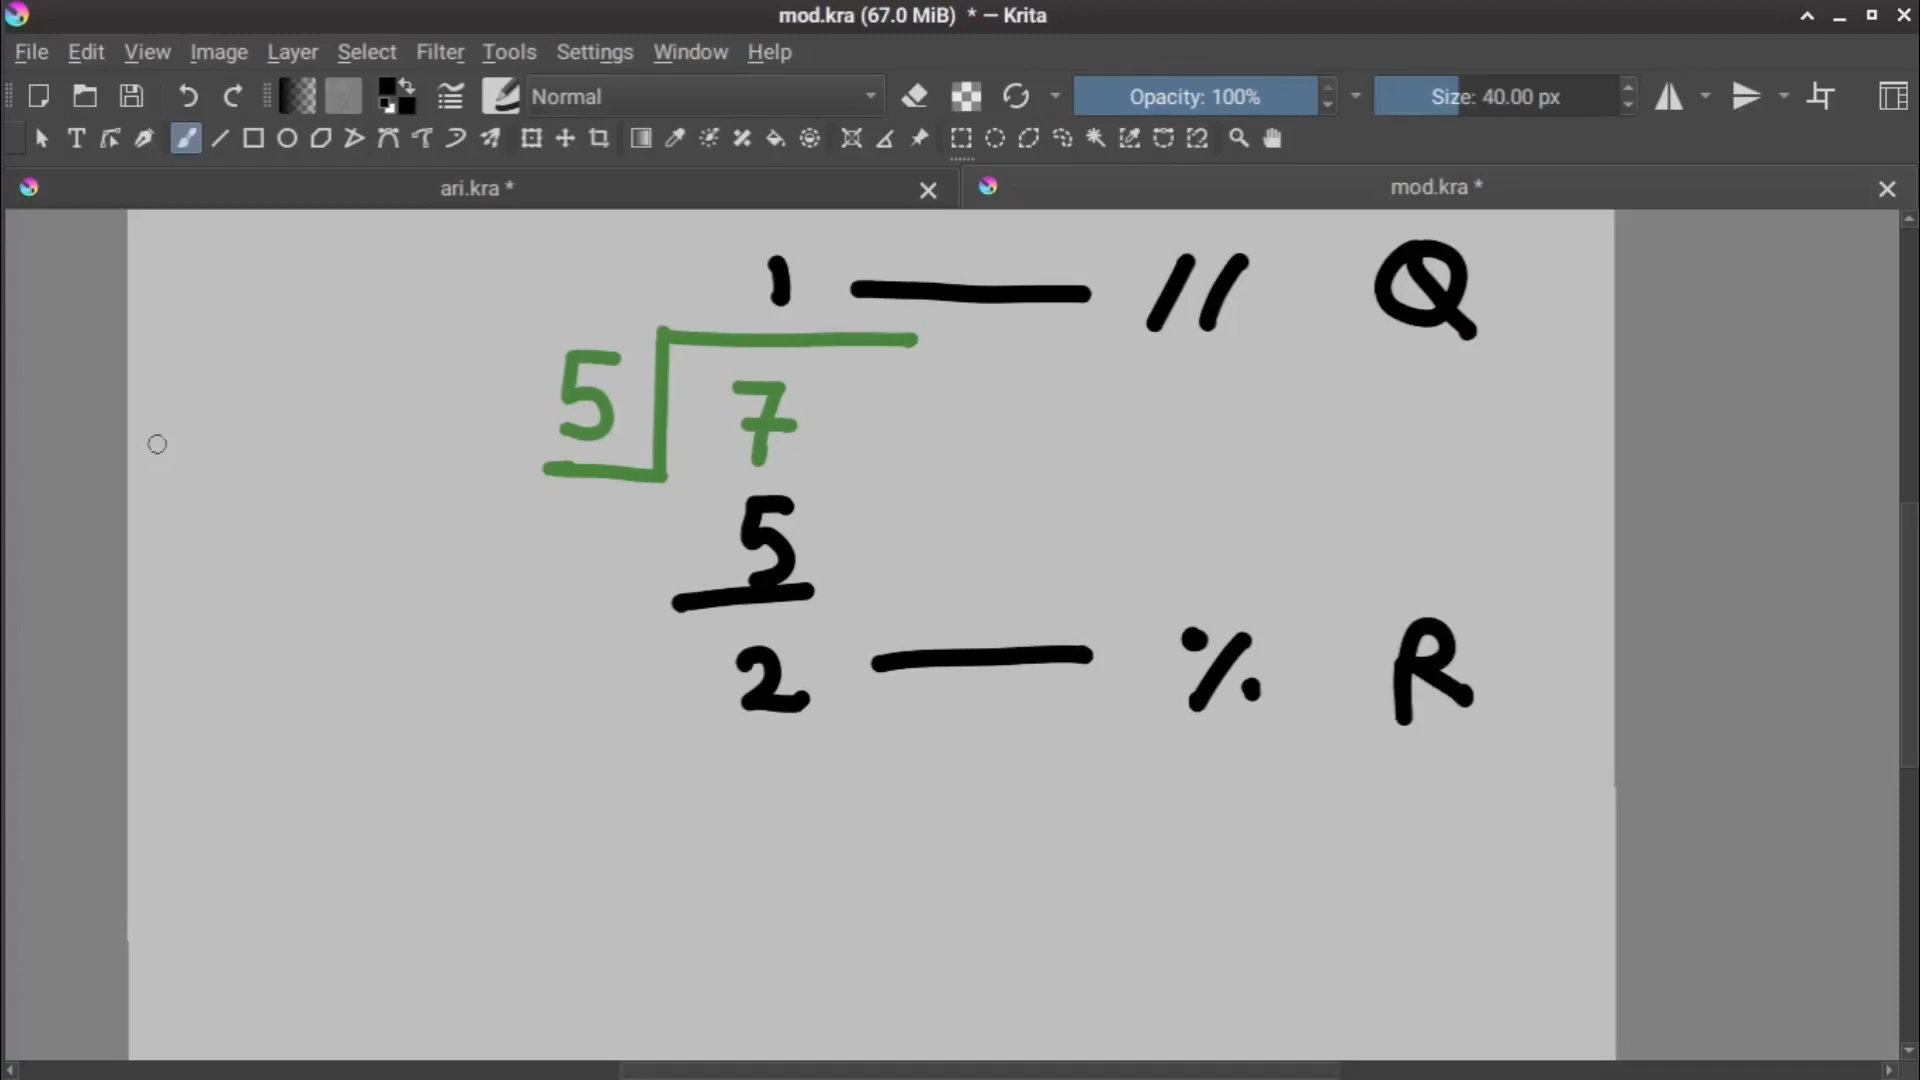 mod.kra (67.0 MiB) * — Krita
File Edit View Image Layer Select Filter Tools Settings Window Help
Normal Opacity: 100% Size: 40.00 px
ari.kra * mod.kra *
1 — // Q
5 7
5
2 — % R